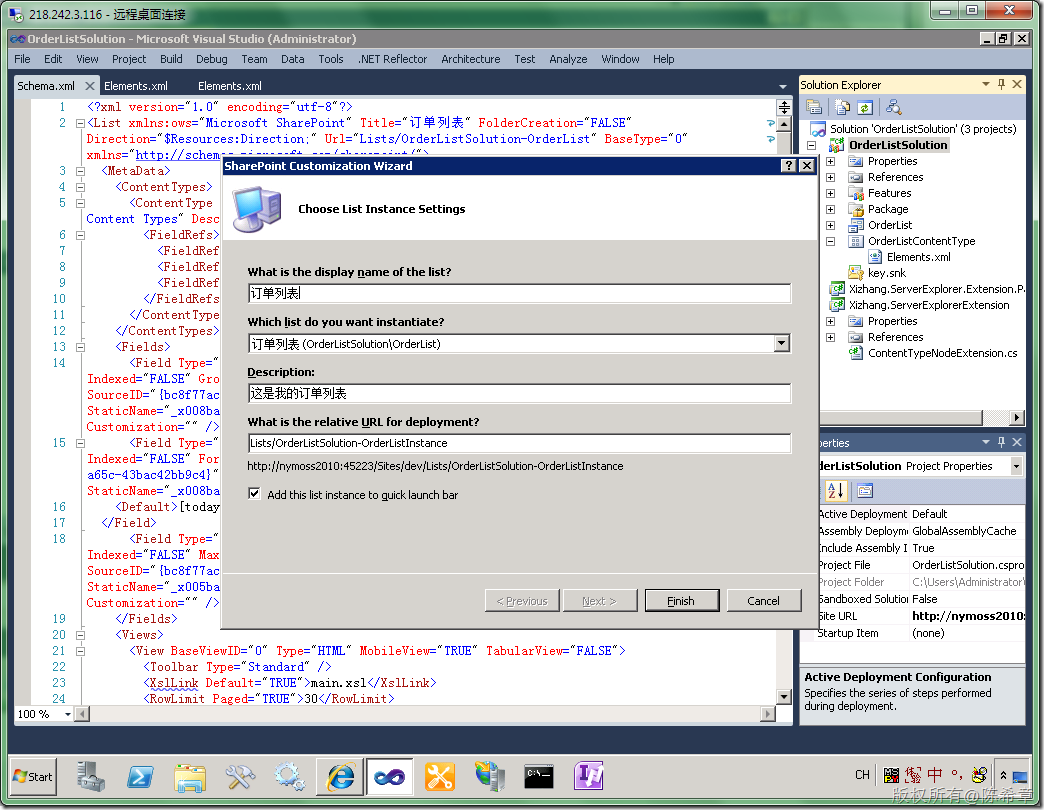 218.242.3.116 - 远程桌面连接
OrderListSolution - Microsoft Visual Studio (Administrator)
File Edit View Project Build Debug Team Data Tools .NET Reflector Architecture Test Analyze Window Help
Schema.xml Elements.xml Elements.xml
1 <?xml version="1.0" encoding="utf-8"?>
2 <List xmlns:ows="Microsoft SharePoint" Title="订单列表" FolderCreation="FALSE"
Direction="$Resources:Direction;" Url="Lists/OrderListSolution-OrderList" BaseType="0"
xmlns="http://schemas.microsoft.com/sharepoint/">
3 <MetaData>
4 <ContentTypes>
5 <ContentType
Content Types" Desc
6 <FieldRefs>
7 <FieldRef
8 <FieldRef
9 <FieldRef
10 </FieldRefs
11 </ContentType
12 </ContentTypes>
13 <Fields>
14 <Field Type="
Indexed="FALSE" Gro
SourceID="{bc8f77ac
StaticName="_x008ba
Customization="" />
15 <Field Type="
Indexed="FALSE" For
a65c-43bac42bb9c4}"
StaticName="_x008ba
16 <Default>[today
17 </Field>
18 <Field Type="
Indexed="FALSE" Max
SourceID="{bc8f77ac
StaticName="_x005ba
Customization="" />
19 </Fields>
20 <Views>
21 <View BaseViewID="0" Type="HTML" MobileView="TRUE" TabularView="FALSE">
22 <Toolbar Type="Standard" />
23 <XslLink Default="TRUE">main.xsl</XslLink>
24 <RowLimit Paged="TRUE">30</RowLimit>
100 %
SharePoint Customization Wizard
Choose List Instance Settings
What is the display name of the list?
订单列表
Which list do you want instantiate?
订单列表 (OrderListSolution\OrderList)
Description:
这是我的订单列表
What is the relative URL for deployment?
Lists/OrderListSolution-OrderListInstance
http://nymoss2010:45223/Sites/dev/Lists/OrderListSolution-OrderListInstance
Add this list instance to quick launch bar
< Previous Next > Finish Cancel
Solution Explorer
Solution 'OrderListSolution' (3 projects)
OrderListSolution
Properties
References
Features
Package
OrderList
OrderListContentType
Elements.xml
key.snk
Xizhang.ServerExplorer.Extension.P
Xizhang.ServerExplorerExtension
Properties
References
ContentTypeNodeExtension.cs
perties
derListSolution Project Properties
Active Deployment Default
Assembly Deploym GlobalAssemblyCache
Include Assembly I True
Project File OrderListSolution.cspro
Project Folder C:\Users\Administrator\
Sandboxed Solution False
Site URL http://nymoss2010:
Startup Item (none)
Active Deployment Configuration
Specifies the series of steps performed
during deployment.
Start
CH
中
版权所有@陈希章